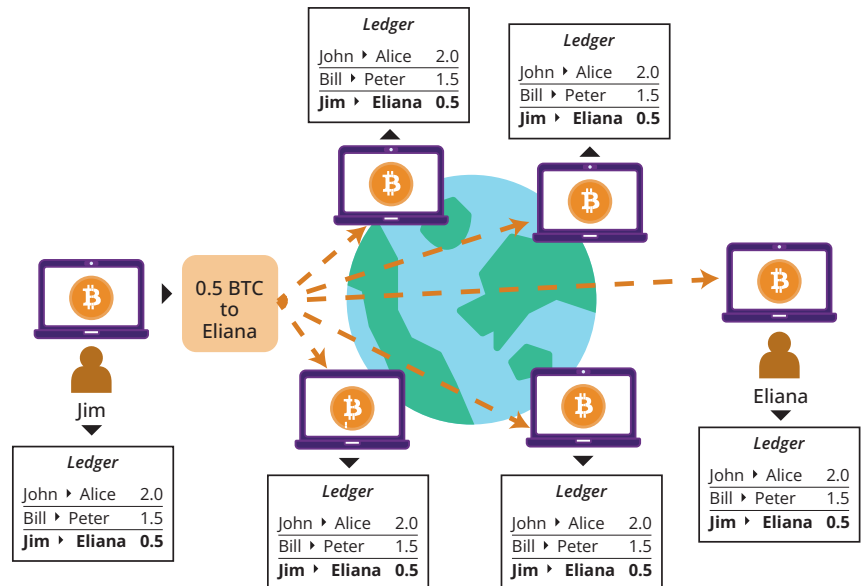 Ledger
John ▸ Alice 2.0
Bill ▸ Peter 1.5
Jim ▸ Eliana 0.5
Ledger
John ▸ Alice 2.0
Bill ▸ Peter 1.5
Jim ▸ Eliana 0.5
₿
₿
₿
0.5 BTC
to
Eliana
₿
Jim
₿
₿
Eliana
Ledger
John ▸ Alice 2.0
Bill ▸ Peter 1.5
Jim ▸ Eliana 0.5
Ledger
John ▸ Alice 2.0
Bill ▸ Peter 1.5
Jim ▸ Eliana 0.5
Ledger
John ▸ Alice 2.0
Bill ▸ Peter 1.5
Jim ▸ Eliana 0.5
Ledger
John ▸ Alice 2.0
Bill ▸ Peter 1.5
Jim ▸ Eliana 0.5